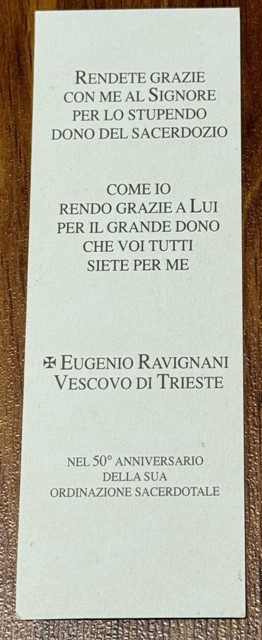 RENDETE GRAZIE
CON ME AL SIGNORE
PER LO STUPENDO
DONO DEL SACERDOZIO
COME IO
RENDO GRAZIE A LUI
PER IL GRANDE DONO
CHE VOI TUTTI
SIETE PER ME
✠ EUGENIO RAVIGNANI
VESCOVO DI TRIESTE
NEL 50° ANNIVERSARIO
DELLA SUA
ORDINAZIONE SACERDOTALE